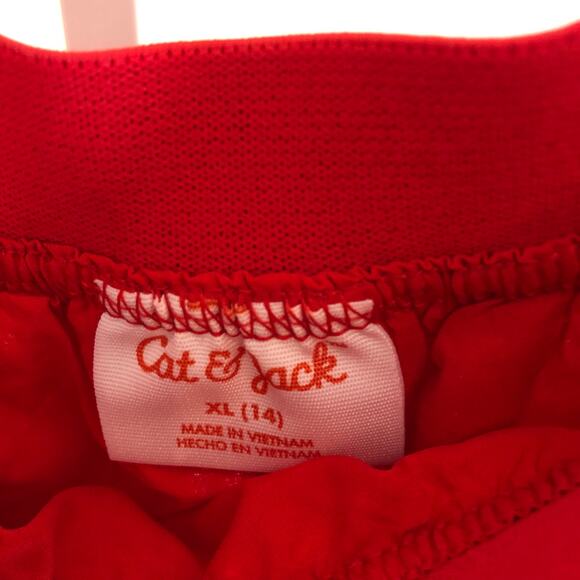 Cat & Jack
XL (14)
MADE IN VIETNAM
HECHO EN VIETNAM